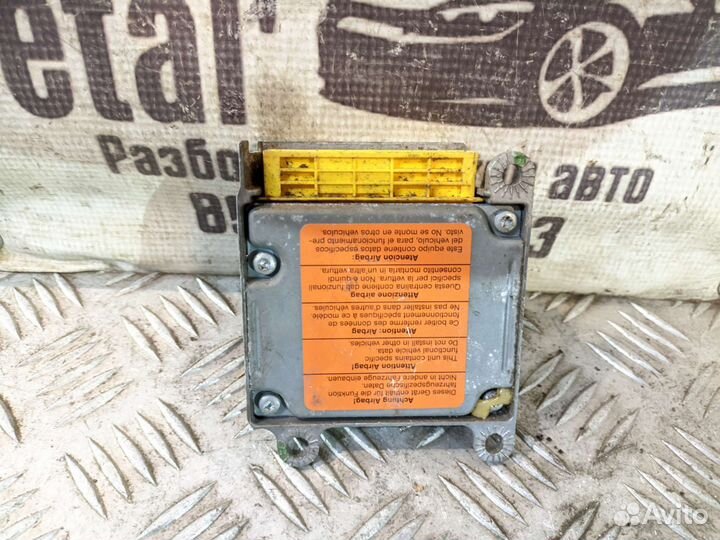 etar
Разбо
авто
89
3
Achtung Airbag!
Dieses Gerät enthält für die Funktion
fahrzeugspezifische Daten.
Nicht in andere Fahrzeuge einbauen.
Attention Airbag!
This unit contains specific
functional vehicle data
Do not install in other vehicles.
Attention: Airbag
Ce boîtier renferme des données de
fonctionnement spécifiques à ce modèle.
Ne pas installer dans d'autres véhicules.
Attenzione airbag
Questa centralina contiene dati funzionali
specifici per la vettura. Non è quindi
consentito montarla in un'altra vettura.
Atención Airbag:
Este equipo contiene datos específicos
del vehículo, para el funcionamiento pre-
visto No se monte en otros vehículos.
Avito